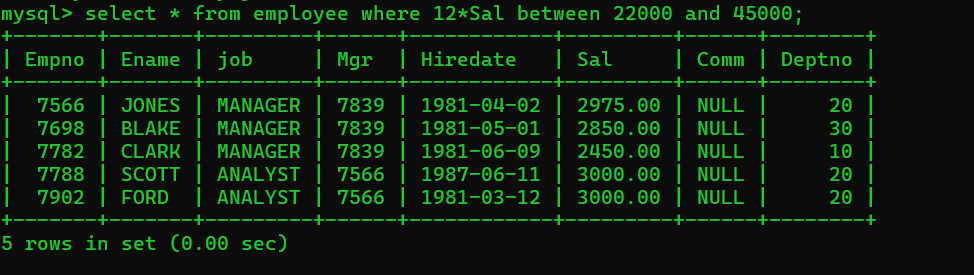 mysql> select * from employee where 12*Sal between 22000 and 45000;
+-------+-------+---------+------+------------+---------+------+--------+
| Empno | Ename | job     | Mgr  | Hiredate   | Sal     | Comm | Deptno |
+-------+-------+---------+------+------------+---------+------+--------+
|  7566 | JONES | MANAGER | 7839 | 1981-04-02 | 2975.00 | NULL |     20 |
|  7698 | BLAKE | MANAGER | 7839 | 1981-05-01 | 2850.00 | NULL |     30 |
|  7782 | CLARK | MANAGER | 7839 | 1981-06-09 | 2450.00 | NULL |     10 |
|  7788 | SCOTT | ANALYST | 7566 | 1987-06-11 | 3000.00 | NULL |     20 |
|  7902 | FORD  | ANALYST | 7566 | 1981-03-12 | 3000.00 | NULL |     20 |
+-------+-------+---------+------+------------+---------+------+--------+
5 rows in set (0.00 sec)